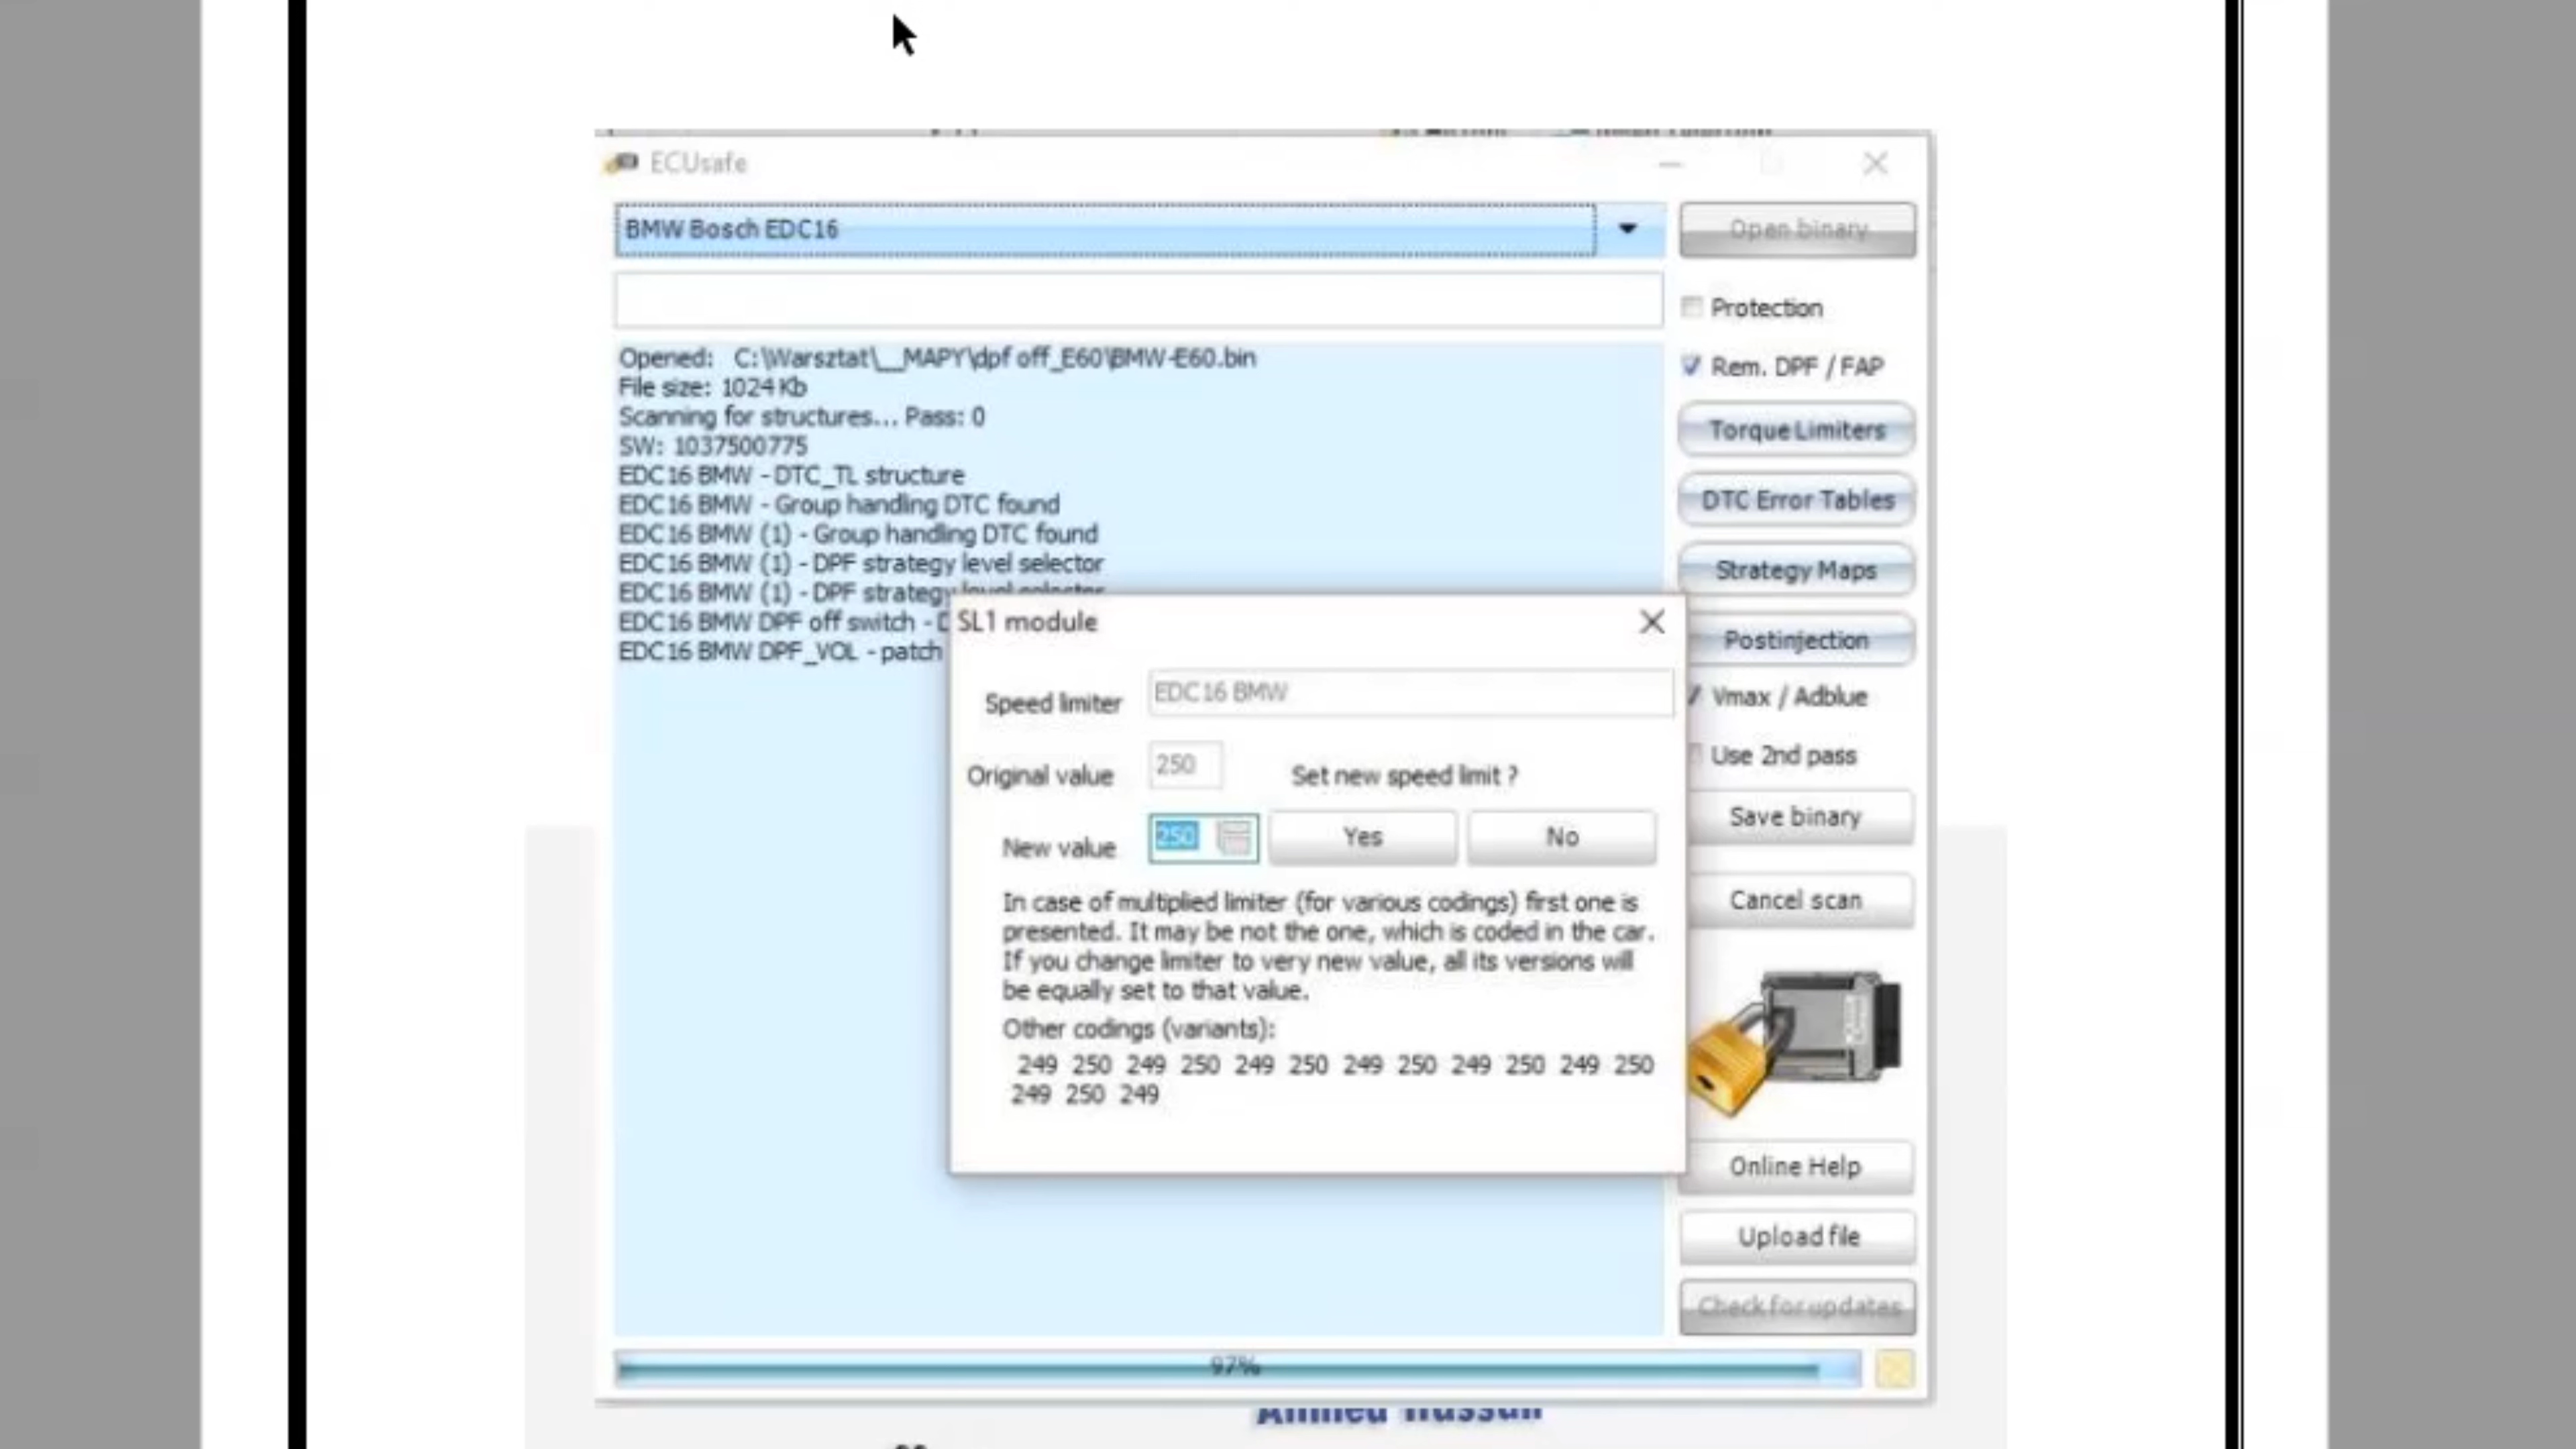 ECUsafe
BMW Bosch EDC16
Open binary
Protection
Rem. DPF / FAP
Torque Limiters
DTC Error Tables
Strategy Maps
Postinjection
Vmax / Adblue
Use 2nd pass
Save binary
Cancel scan
Online Help
Upload file
Check for updates
Opened: C:\Warsztat\__MAPY\dpf off_E60\BMW-E60.bin
File size: 1024 Kb
Scanning for structures... Pass: 0
SW: 1037500775
EDC16 BMW - DTC_TL structure
EDC16 BMW - Group handling DTC found
EDC16 BMW (1) - Group handling DTC found
EDC16 BMW (1) - DPF strategy level selector
EDC16 BMW (1) - DPF strategy level selector
EDC16 BMW DPF off switch -
EDC16 BMW DPF_VOL - patch
SL1 module
Speed limiter EDC16 BMW
Original value 250 Set new speed limit ?
New value 250 Yes No
In case of multiplied limiter (for various codings) first one is
presented. It may be not the one, which is coded in the car.
If you change limiter to very new value, all its versions will
be equally set to that value.
Other codings (variants):
249 250 249 250 249 250 249 250 249 250 249 250
249 250 249
97%